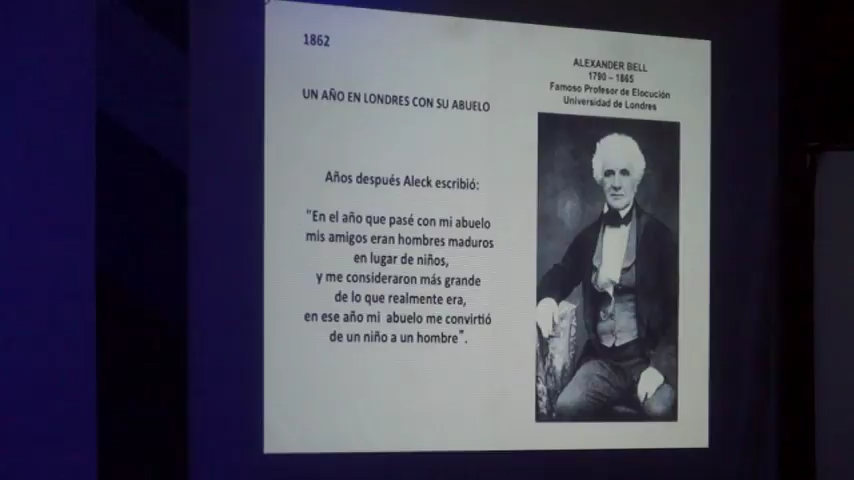 1862
UN AÑO EN LONDRES CON SU ABUELO
Años después Aleck escribió:
"En el año que pasé con mi abuelo
mis amigos eran hombres maduros
en lugar de niños,
y me consideraron más grande
de lo que realmente era,
en ese año mi abuelo me convirtió
de un niño a un hombre".
ALEXANDER BELL
1790 – 1865
Famoso Profesor de Elocución
Universidad de Londres